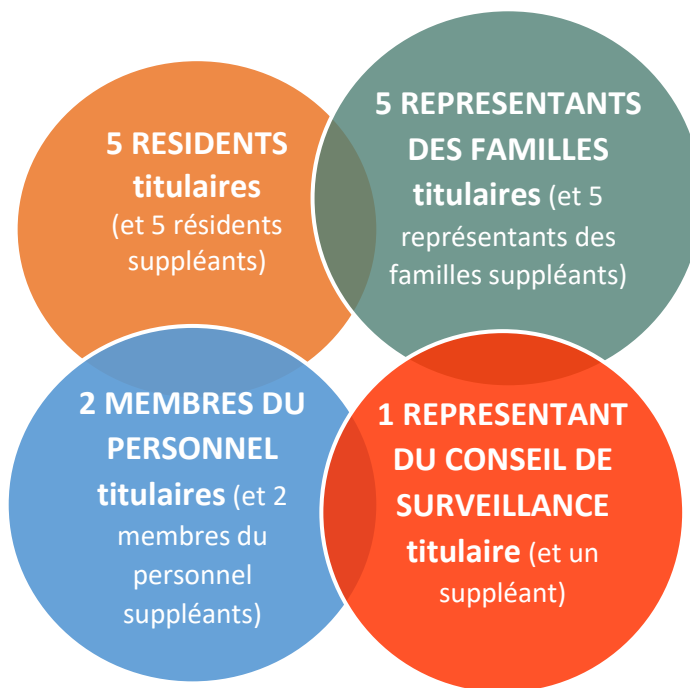 5 RESIDENTS
titulaires
(et 5 résidents
suppléants)
5 REPRESENTANTS
DES FAMILLES
titulaires (et 5
représentants des
familles suppléants)
2 MEMBRES DU
PERSONNEL
titulaires (et 2
membres du
personnel
suppléants)
1 REPRESENTANT
DU CONSEIL DE
SURVEILLANCE
titulaire (et un
suppléant)